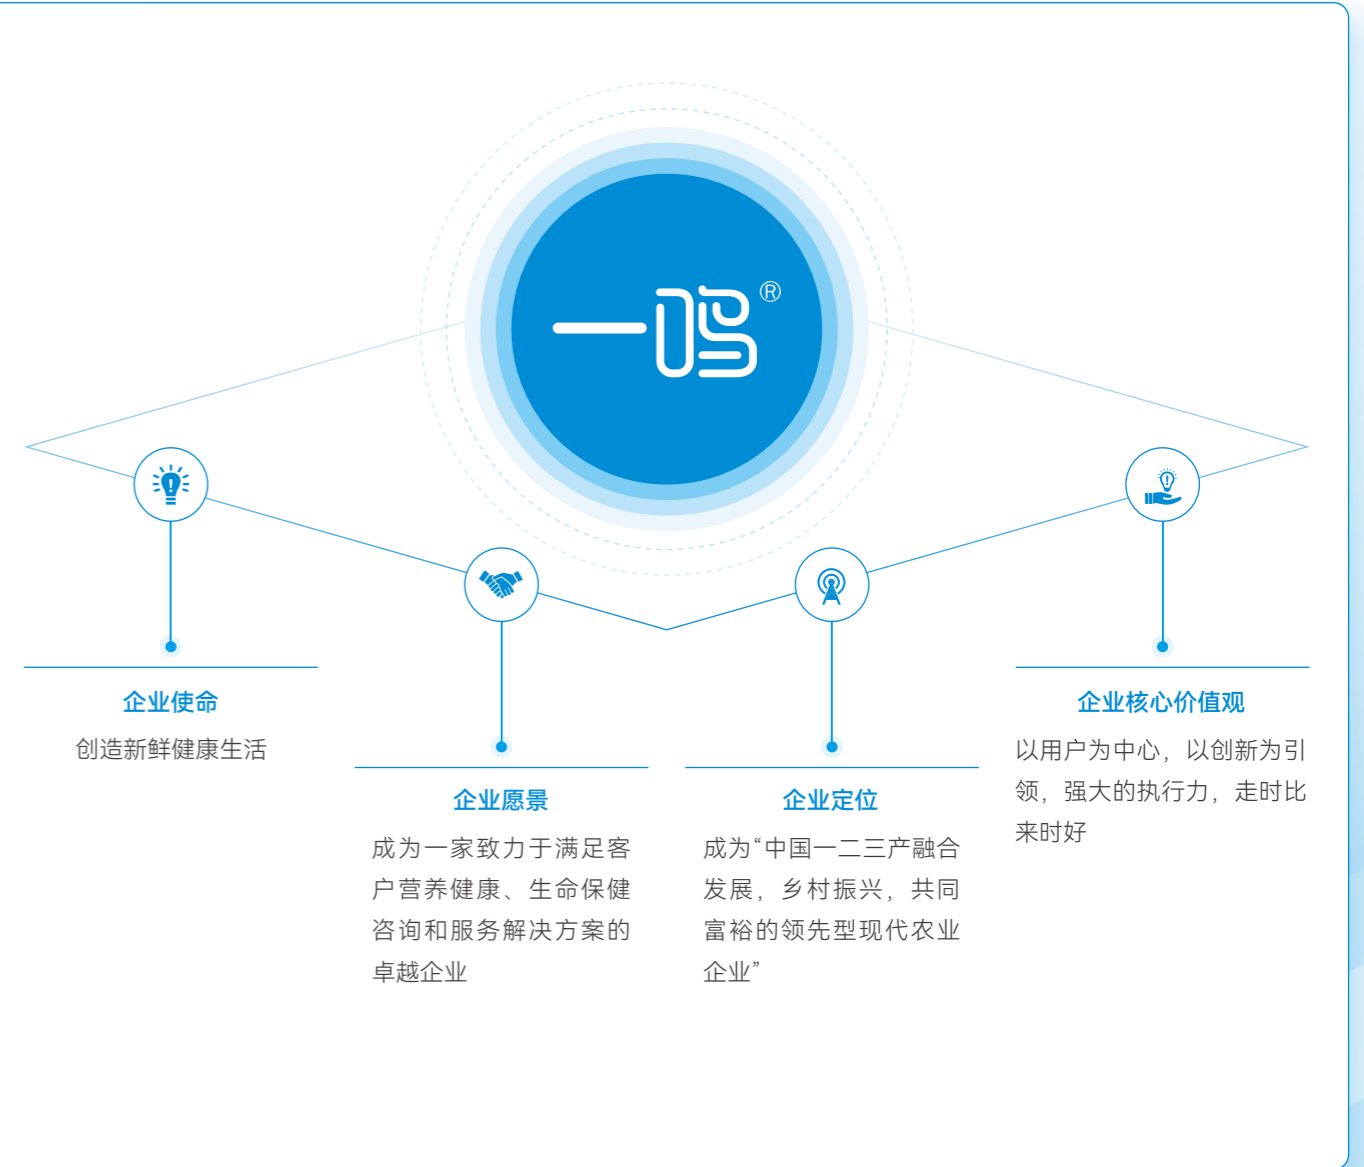 一鸣®
企业使命
创造新鲜健康生活
企业愿景
成为一家致力于满足客
户营养健康、生命保健
咨询和服务解决方案的
卓越企业
企业定位
成为“中国一二三产融合
发展，乡村振兴，共同
富裕的领先型现代农业
企业”
企业核心价值观
以用户为中心，以创新为引
领，强大的执行力，走时比
来时好